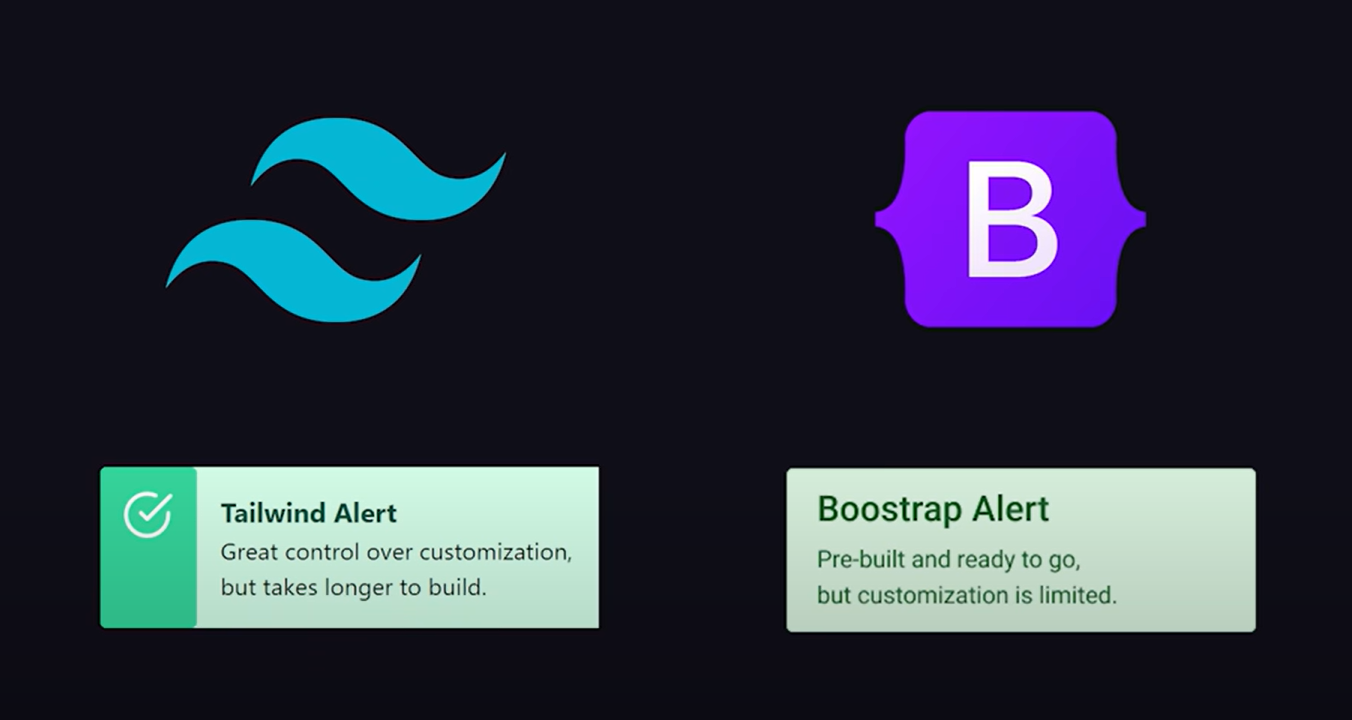 B
Tailwind Alert
Great control over customization,
but takes longer to build.
Boostrap Alert
Pre-built and ready to go,
but customization is limited.